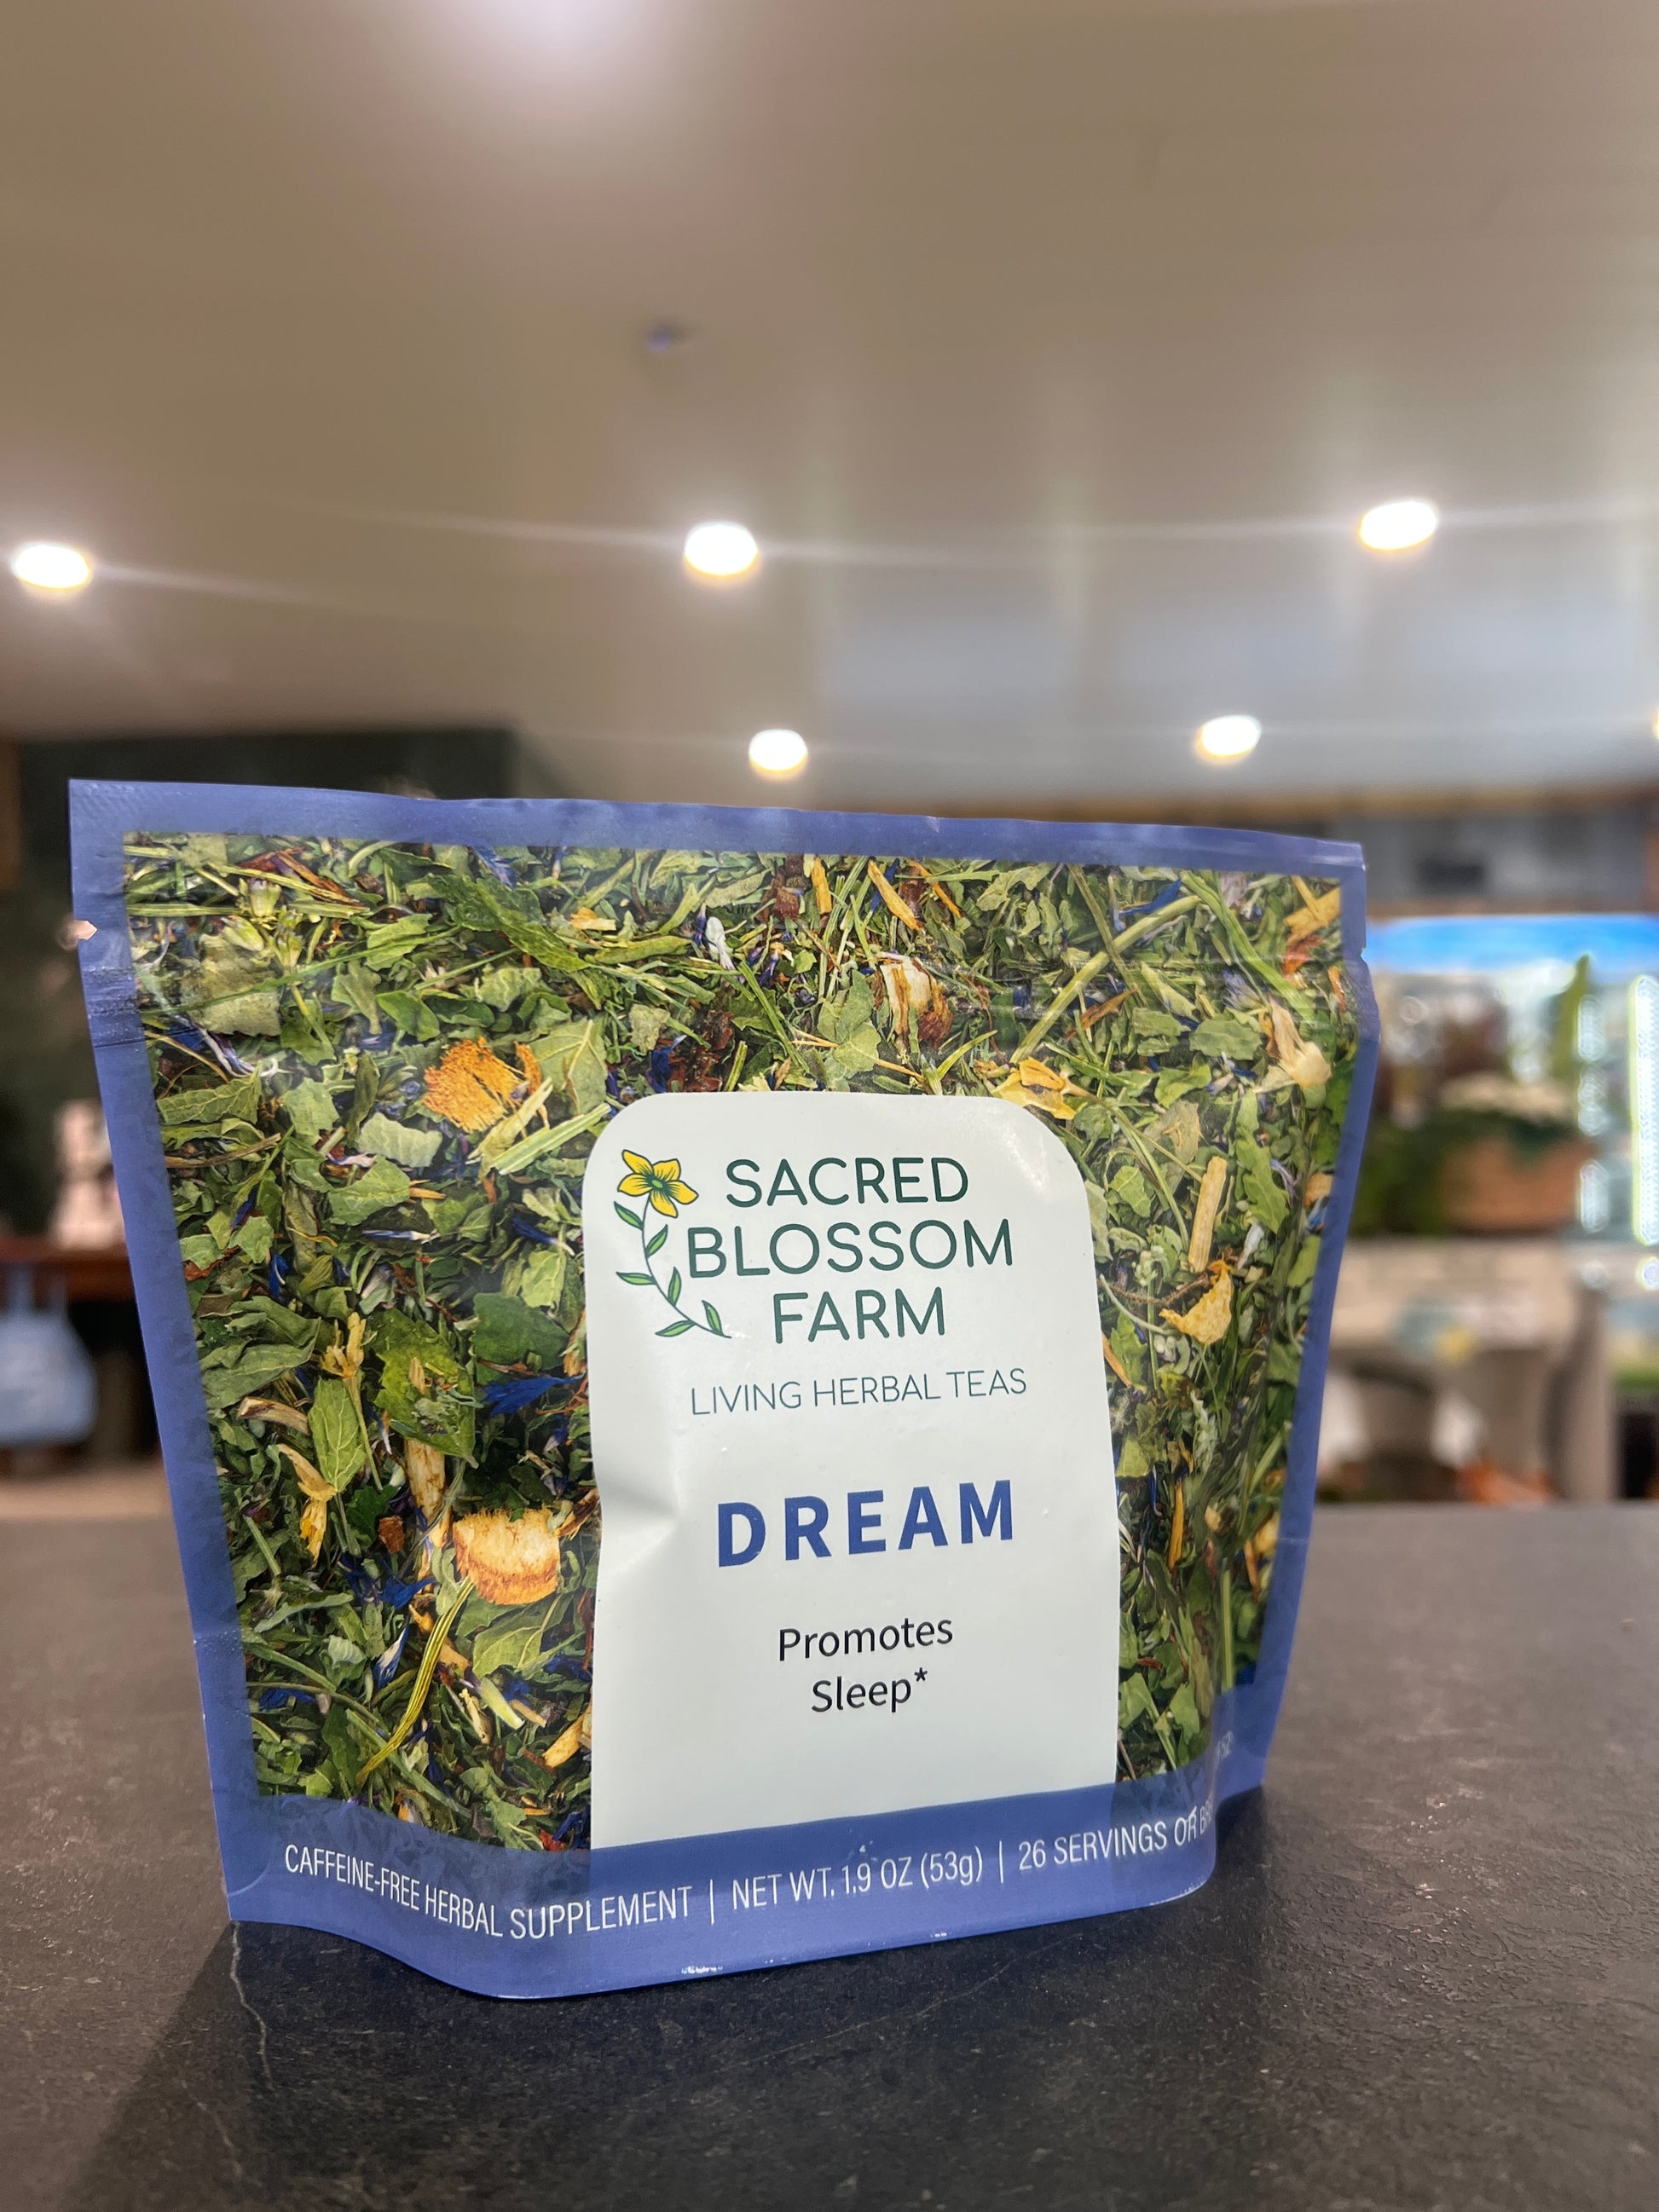 SACRED
BLOSSOM
FARM
LIVING HERBAL TEAS
DREAM
Promotes
Sleep*
CAFFEINE-FREE HERBAL SUPPLEMENT | NET WT. 1.9 OZ (53g) | 26 SERVINGS OR